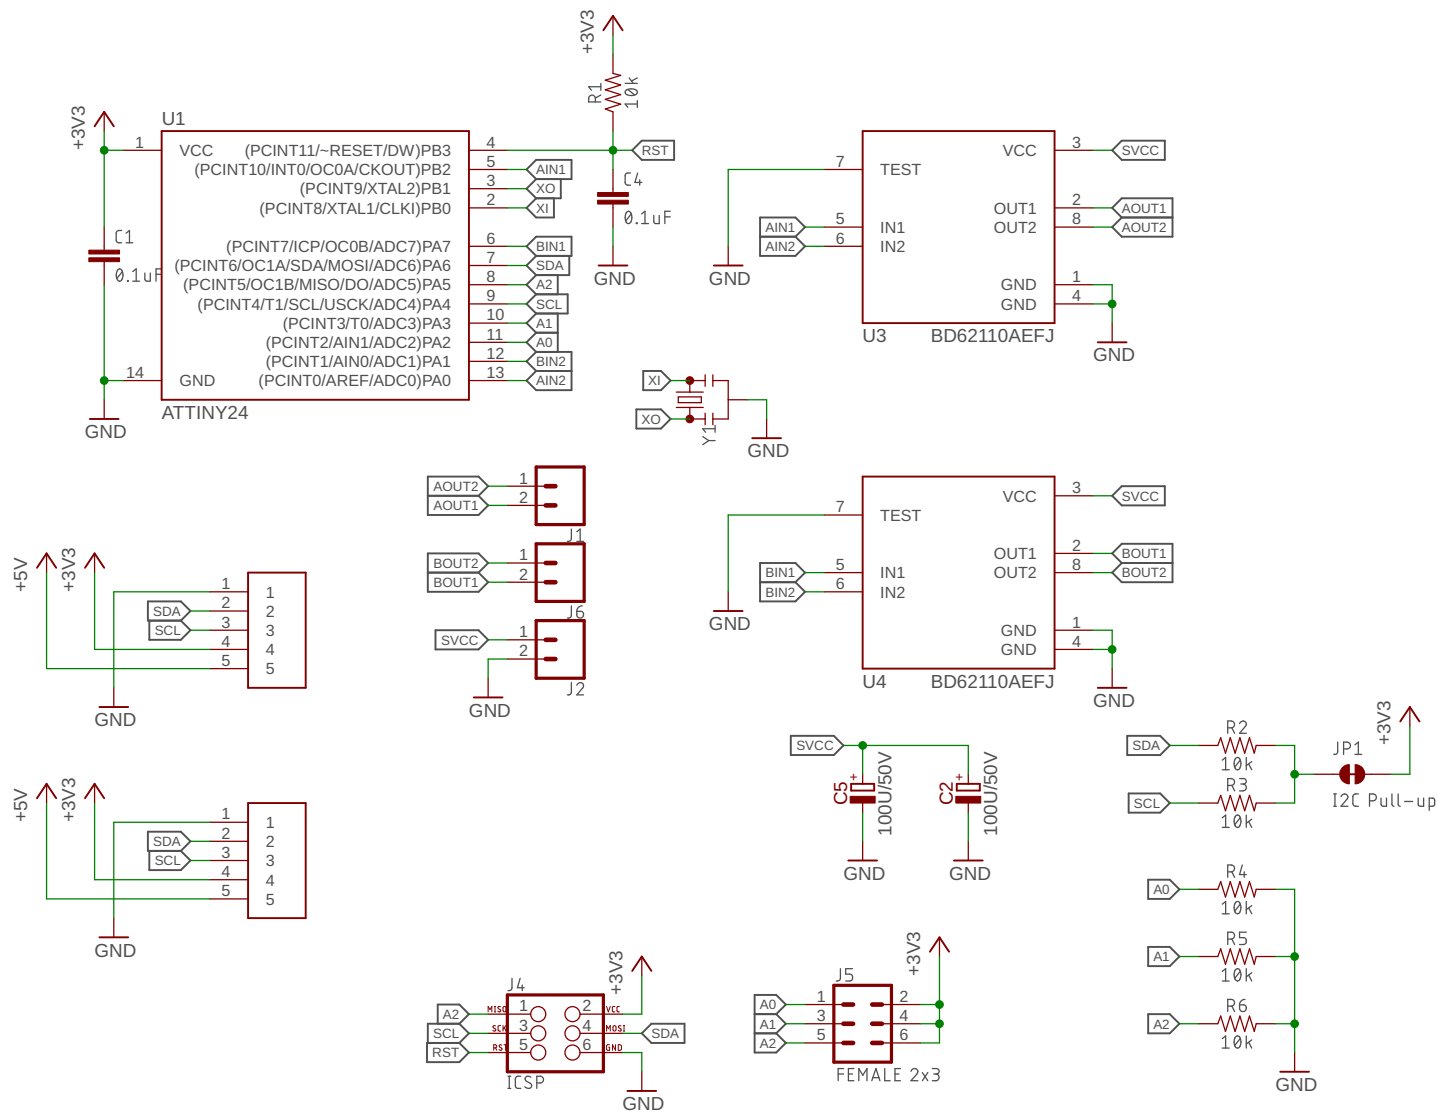 +3V3
U1
1
VCC
14
GND
ATTINY24
(PCINT11/~RESET/DW)PB3
4
(PCINT10/INT0/OC0A/CKOUT)PB2
5
AIN1
(PCINT9/XTAL2)PB1
3
XO
(PCINT8/XTAL1/CLKI)PB0
2
XI
(PCINT7/ICP/OC0B/ADC7)PA7
6
BIN1
(PCINT6/OC1A/SDA/MOSI/ADC6)PA6
7
SDA
(PCINT5/OC1B/MISO/DO/ADC5)PA5
8
A2
(PCINT4/T1/SCL/USCK/ADC4)PA4
9
SCL
(PCINT3/T0/ADC3)PA3
10
A1
(PCINT2/AIN1/ADC2)PA2
11
A0
(PCINT1/AIN0/ADC1)PA1
12
BIN2
(PCINT0/AREF/ADC0)PA0
13
AIN2
C1
0.1uF
GND
+3V3
R1
10k
RST
C4
0.1uF
GND
7
TEST
AIN1
5
IN1
AIN2
6
IN2
GND
VCC
3
SVCC
OUT1
2
AOUT1
OUT2
8
AOUT2
GND
1
GND
4
U3
BD62110AEFJ
GND
XI
XO
Y1
GND
AOUT2
1
AOUT1
2
J1
BOUT2
1
BOUT1
2
J6
SVCC
1
2
J2
GND
7
TEST
BIN1
5
IN1
BIN2
6
IN2
GND
VCC
3
SVCC
OUT1
2
BOUT1
OUT2
8
BOUT2
GND
1
GND
4
U4
BD62110AEFJ
GND
+5V
+3V3
1
1
SDA
2
2
SCL
3
3
4
4
5
5
GND
+5V
+3V3
1
1
SDA
2
2
SCL
3
3
4
4
5
5
GND
SVCC
C5
100U/50V
GND
C2
100U/50V
GND
SDA
R2
10k
SCL
R3
10k
JP1
I2C Pull-up
+3V3
A0
R4
10k
A1
R5
10k
A2
R6
10k
GND
J4
A2
MISO
1
2
VCC
+3V3
SCL
SCK
3
4
MOSI
SDA
RST
RST
5
6
GND
ICSP
GND
J5
+3V3
A0
1
2
A1
3
4
A2
5
6
FEMALE 2x3